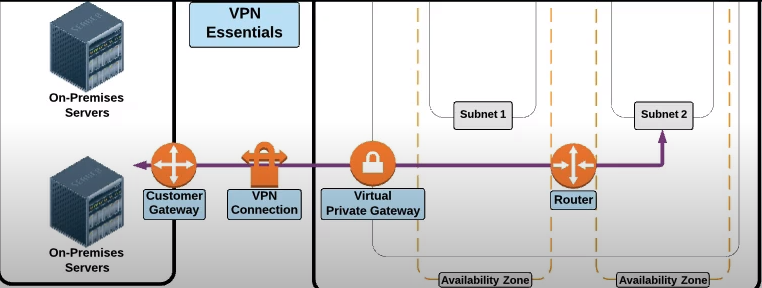 VPN
Essentials
On-Premises
Servers
Subnet 1
Subnet 2
Customer
Gateway
VPN
Connection
Virtual
Private Gateway
Router
On-Premises
Servers
Availability Zone
Availability Zone